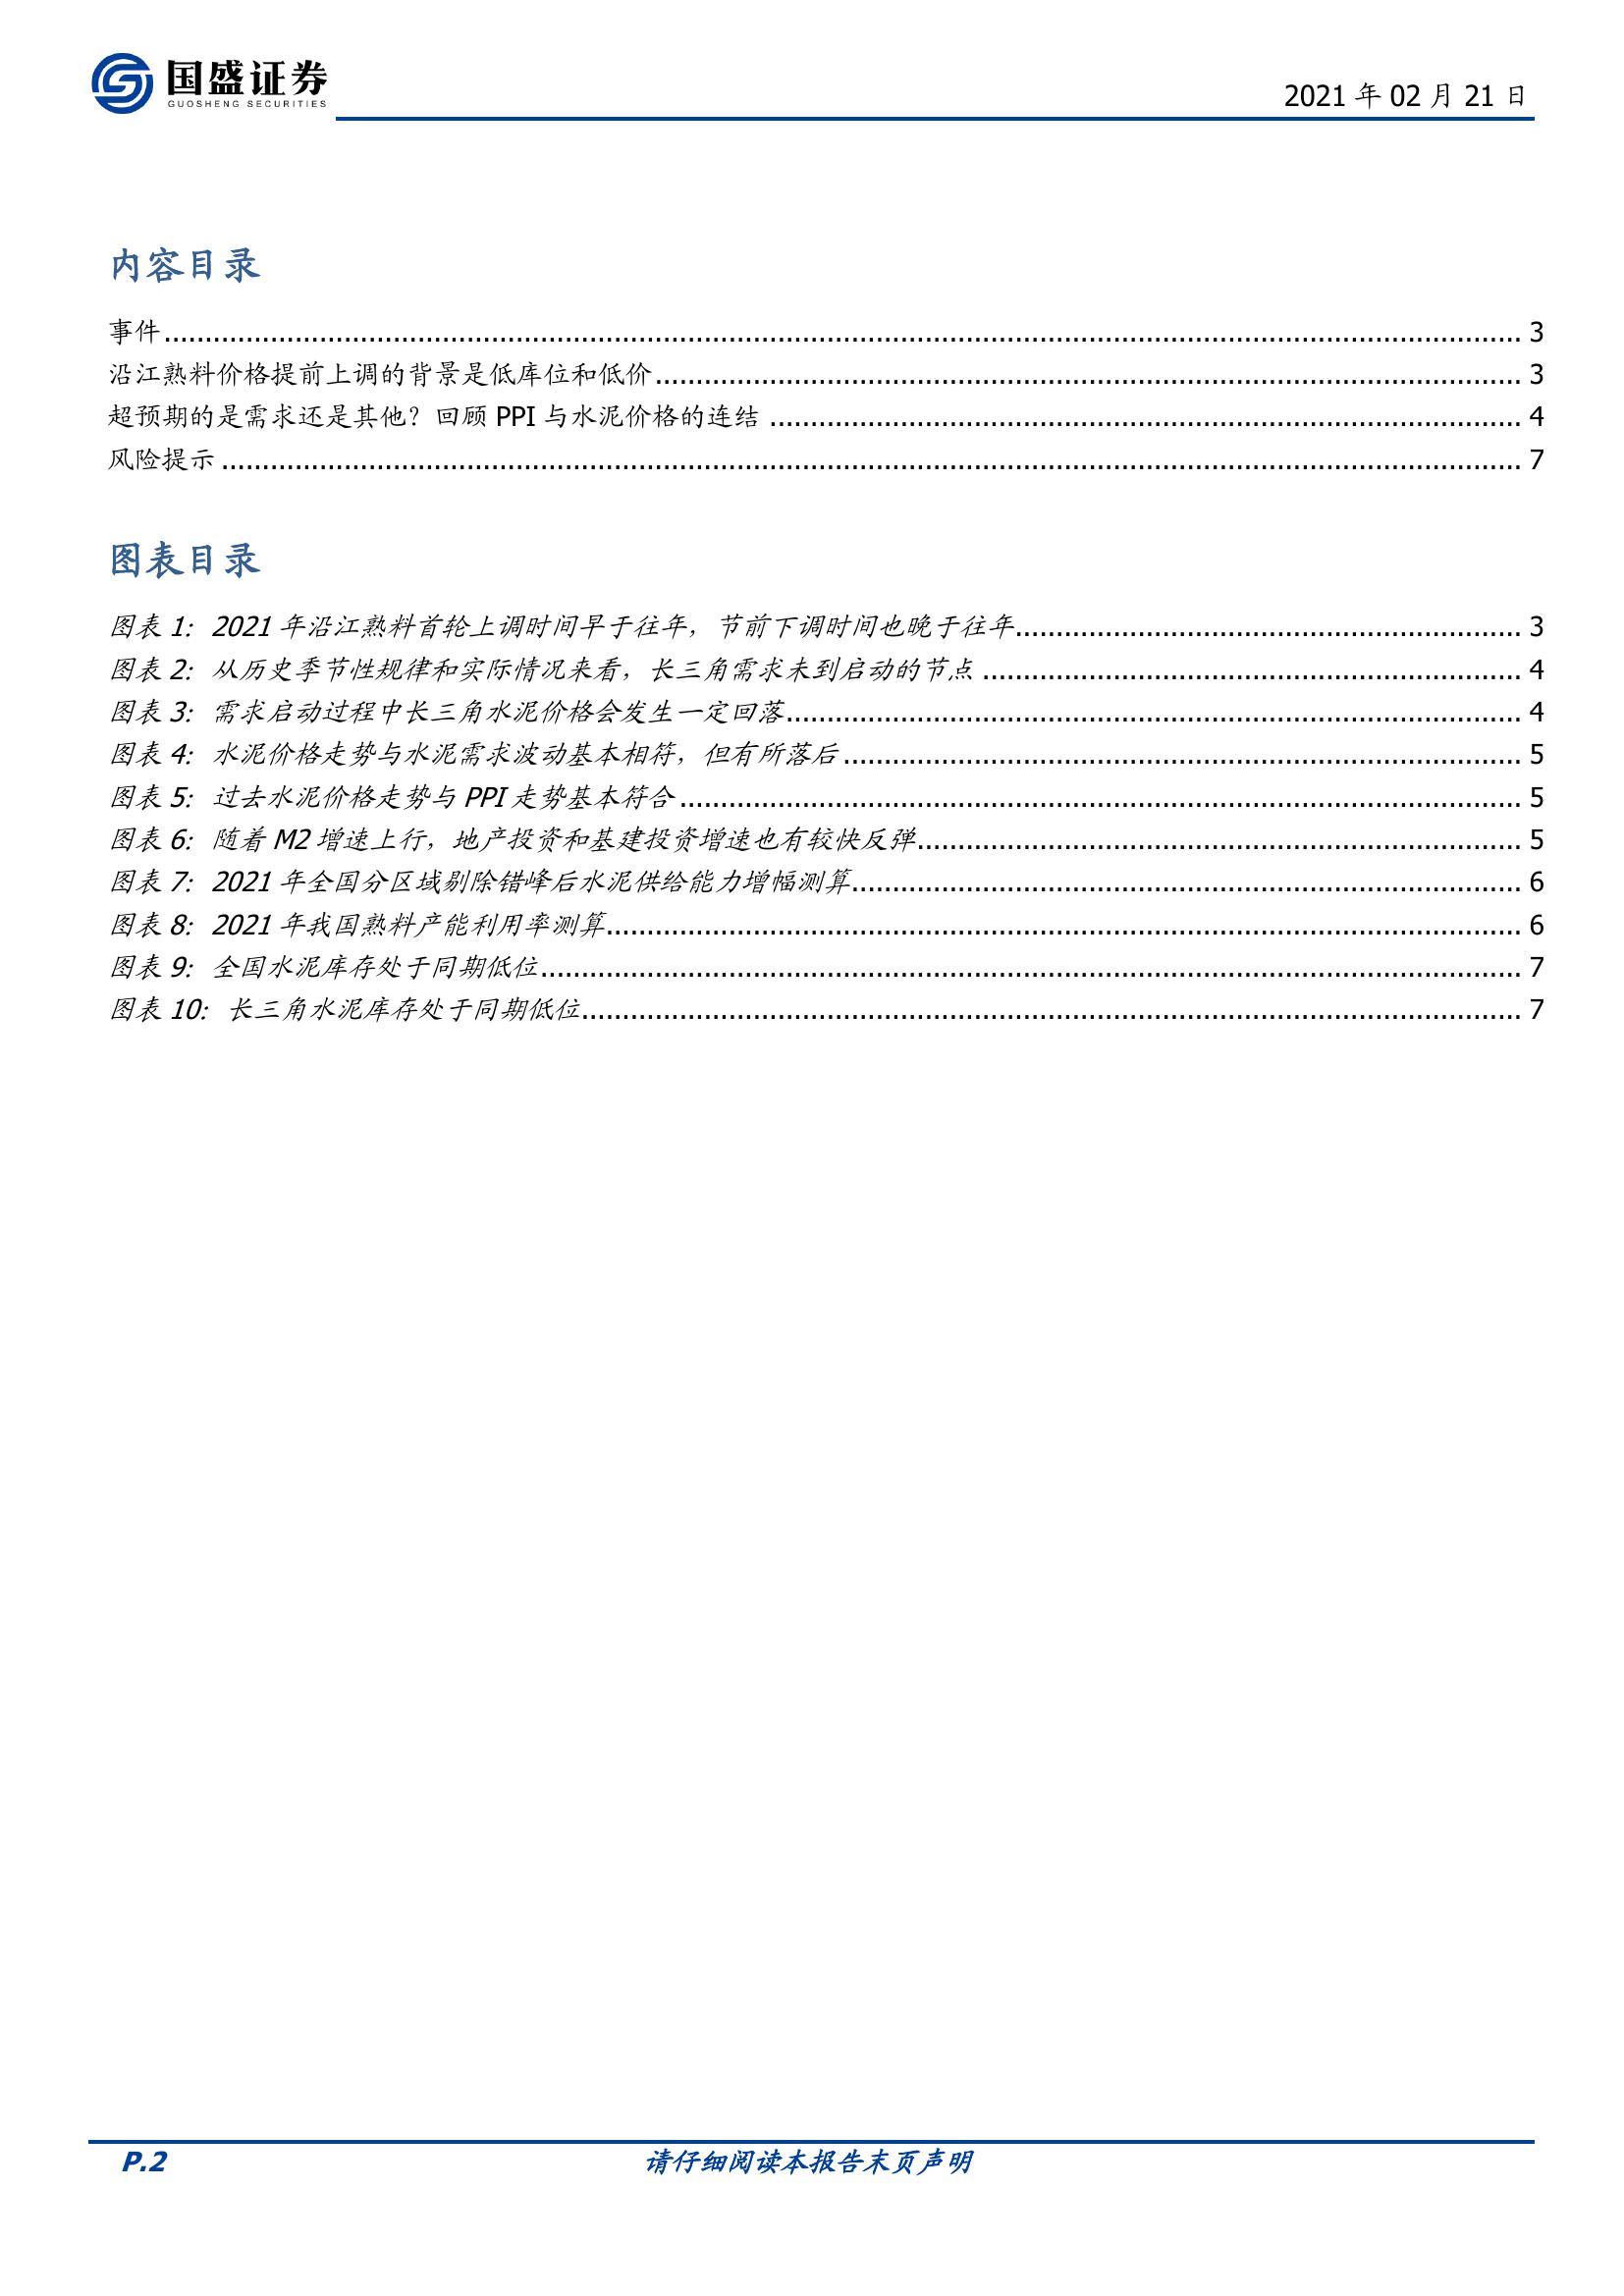 国盛证券
GUOSHENG SECURITIES
2021 年 02 月 21 日
内容目录
事件 3
沿江熟料价格提前上调的背景是低库位和低价 3
超预期的是需求还是其他？回顾 PPI 与水泥价格的连结 4
风险提示 7
图表目录
图表 1：2021 年沿江熟料首轮上调时间早于往年，节前下调时间也晚于往年 3
图表 2：从历史季节性规律和实际情况来看，长三角需求未到启动的节点 4
图表 3：需求启动过程中长三角水泥价格会发生一定回落 4
图表 4：水泥价格走势与水泥需求波动基本相符，但有所落后 5
图表 5：过去水泥价格走势与 PPI 走势基本符合 5
图表 6：随着 M2 增速上行，地产投资和基建投资增速也有较快反弹 5
图表 7：2021 年全国分区域剔除错峰后水泥供给能力增幅测算 6
图表 8：2021 年我国熟料产能利用率测算 6
图表 9：全国水泥库存处于同期低位 7
图表 10：长三角水泥库存处于同期低位 7
P.2 请仔细阅读本报告末页声明